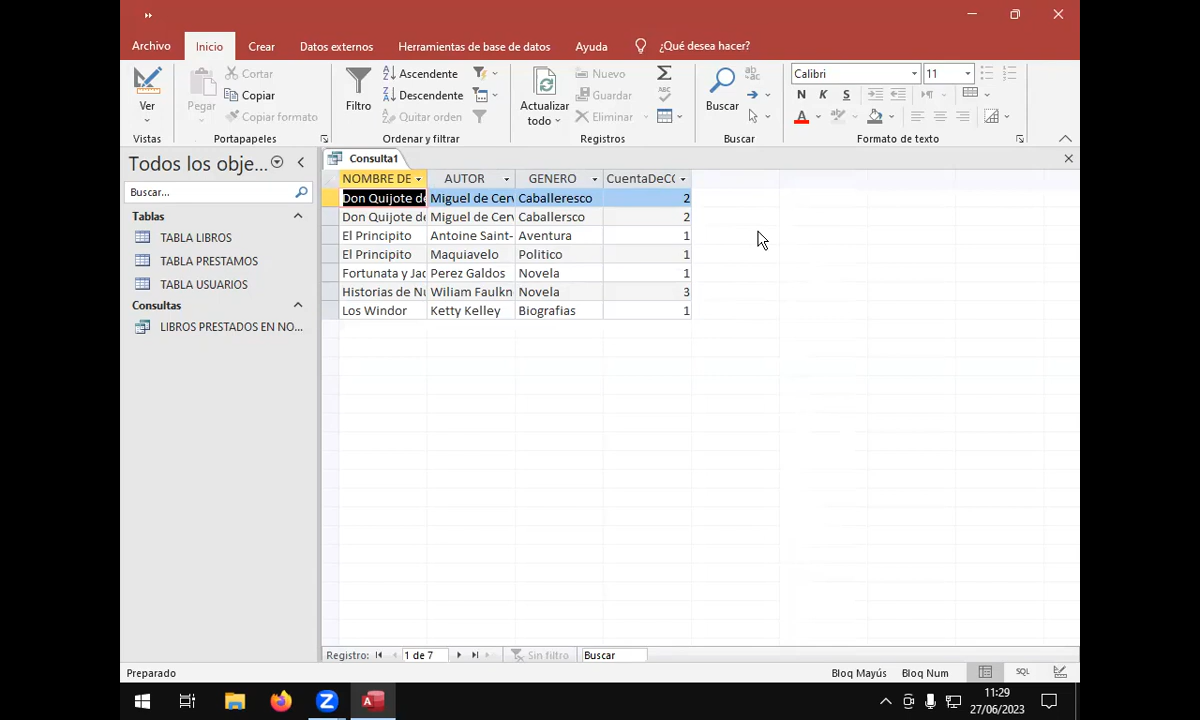 Archivo Inicio Crear Datos externos Herramientas de base de datos Ayuda ¿Qué desea hacer?
Ver Pegar Cortar Copiar Copiar formato
Vistas Portapapeles
Filtro Ascendente Descendente Quitar orden
Ordenar y filtrar
Actualizar todo Nuevo Guardar Eliminar
Registros
Buscar
Buscar
Calibri 11
N K S
Formato de texto
Todos los obje...
Buscar...
Tablas
TABLA LIBROS
TABLA PRESTAMOS
TABLA USUARIOS
Consultas
LIBROS PRESTADOS EN NO...
Consulta1
NOMBRE DE AUTOR GENERO CuentaDeCO
Don Quijote de Miguel de Cerv Caballeresco 2
Don Quijote de Miguel de Cerv Caballersco 2
El Principito Antoine Saint- Aventura 1
El Principito Maquiavelo Politico 1
Fortunata y Jac Perez Galdos Novela 1
Historias de Nu Wiliam Faulkn Novela 3
Los Windor Ketty Kelley Biografias 1
Registro: 1 de 7 Sin filtro Buscar
Preparado Bloq Mayús Bloq Num SQL
11:29
27/06/2023